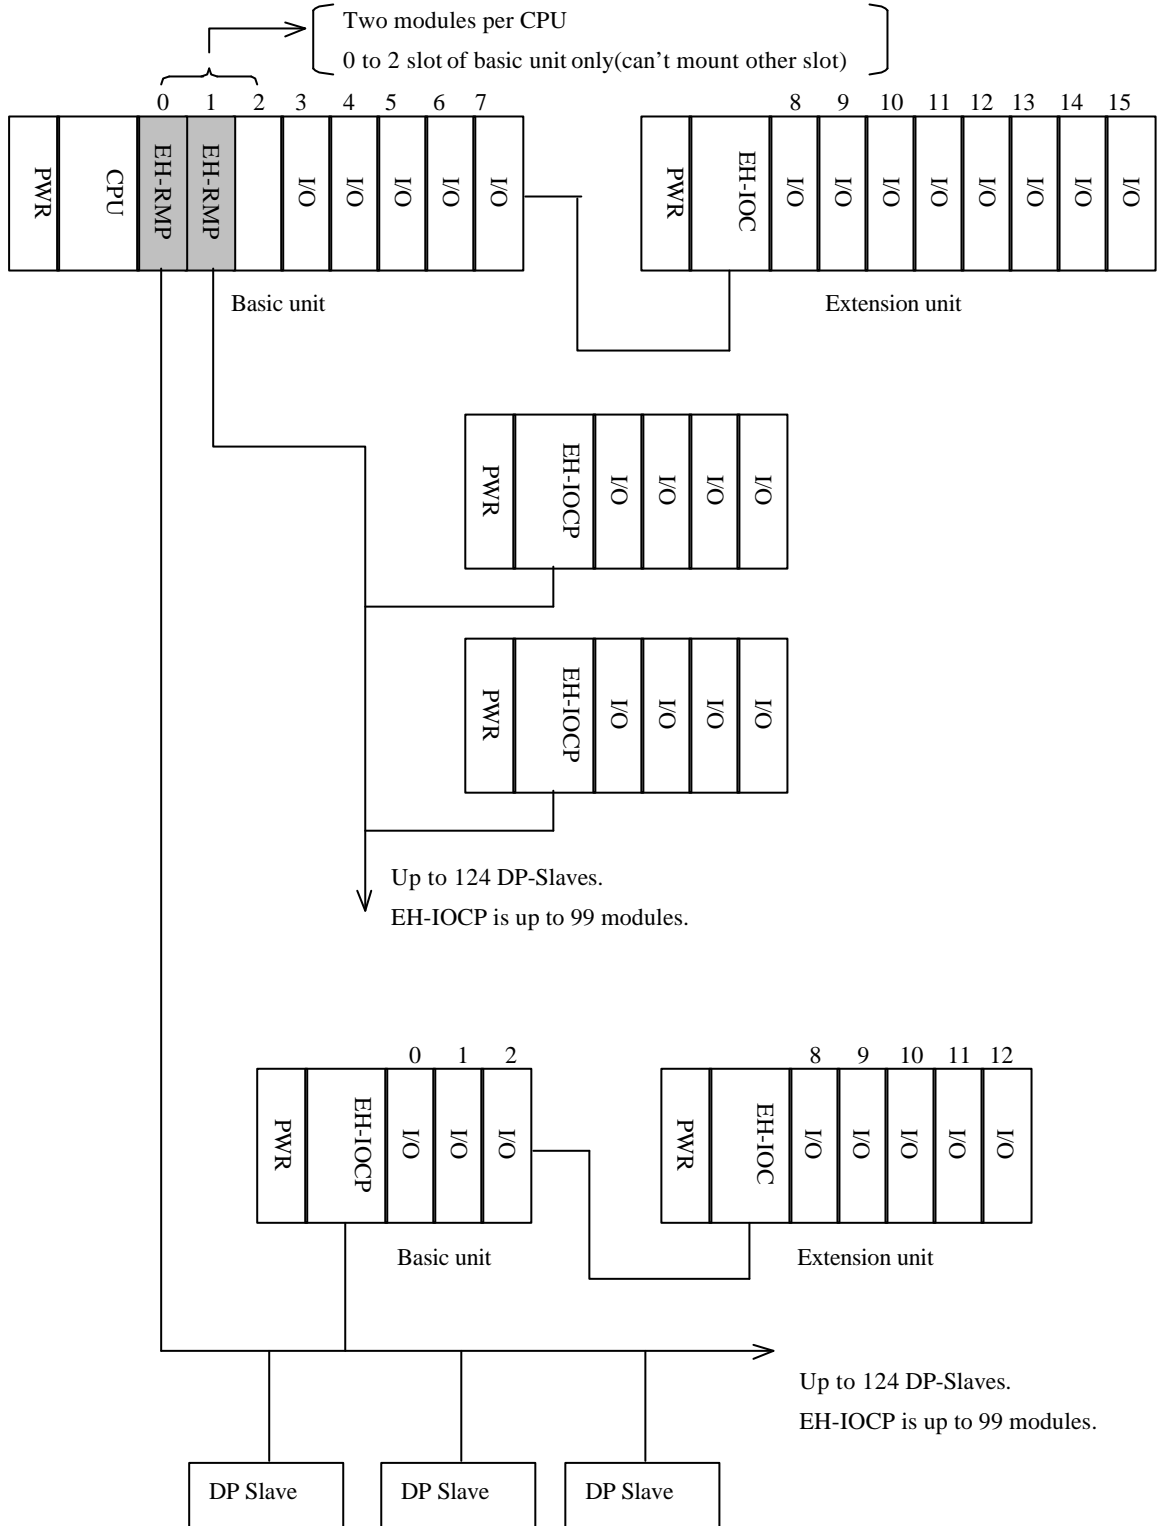 Two modules per CPU
0 to 2 slot of basic unit only(can't mount other slot)
0 1 2 3 4 5 6 7
8 9 10 11 12 13 14 15
PWR CPU EH-RMP EH-RMP I/O I/O I/O I/O I/O
PWR EH-IOC I/O I/O I/O I/O I/O I/O I/O I/O
Basic unit
Extension unit
PWR EH-IOCP I/O I/O I/O I/O
PWR EH-IOCP I/O I/O I/O I/O
Up to 124 DP-Slaves.
EH-IOCP is up to 99 modules.
0 1 2
8 9 10 11 12
PWR EH-IOCP I/O I/O I/O
PWR EH-IOC I/O I/O I/O I/O I/O
Basic unit
Extension unit
Up to 124 DP-Slaves.
EH-IOCP is up to 99 modules.
DP Slave
DP Slave
DP Slave